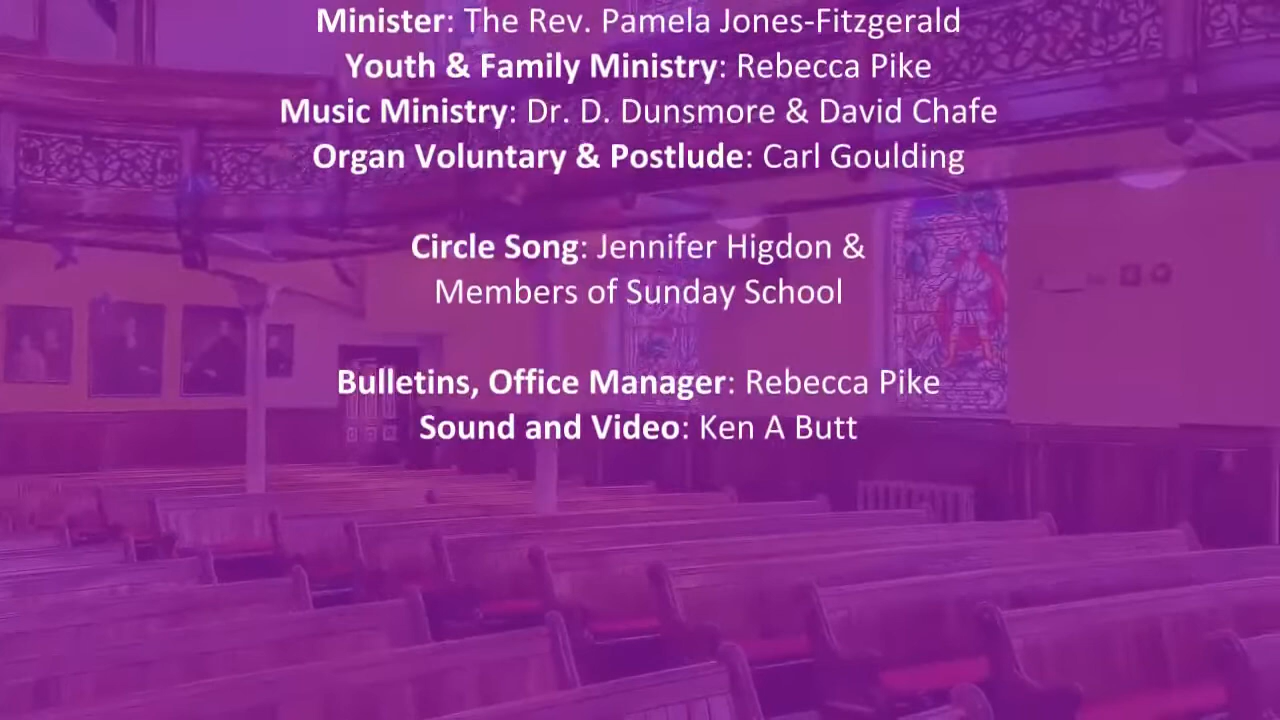 Minister: The Rev. Pamela Jones-Fitzgerald
Youth & Family Ministry: Rebecca Pike
Music Ministry: Dr. D. Dunsmore & David Chafe
Organ Voluntary & Postlude: Carl Goulding
Circle Song: Jennifer Higdon &
Members of Sunday School
Bulletins, Office Manager: Rebecca Pike
Sound and Video: Ken A Butt